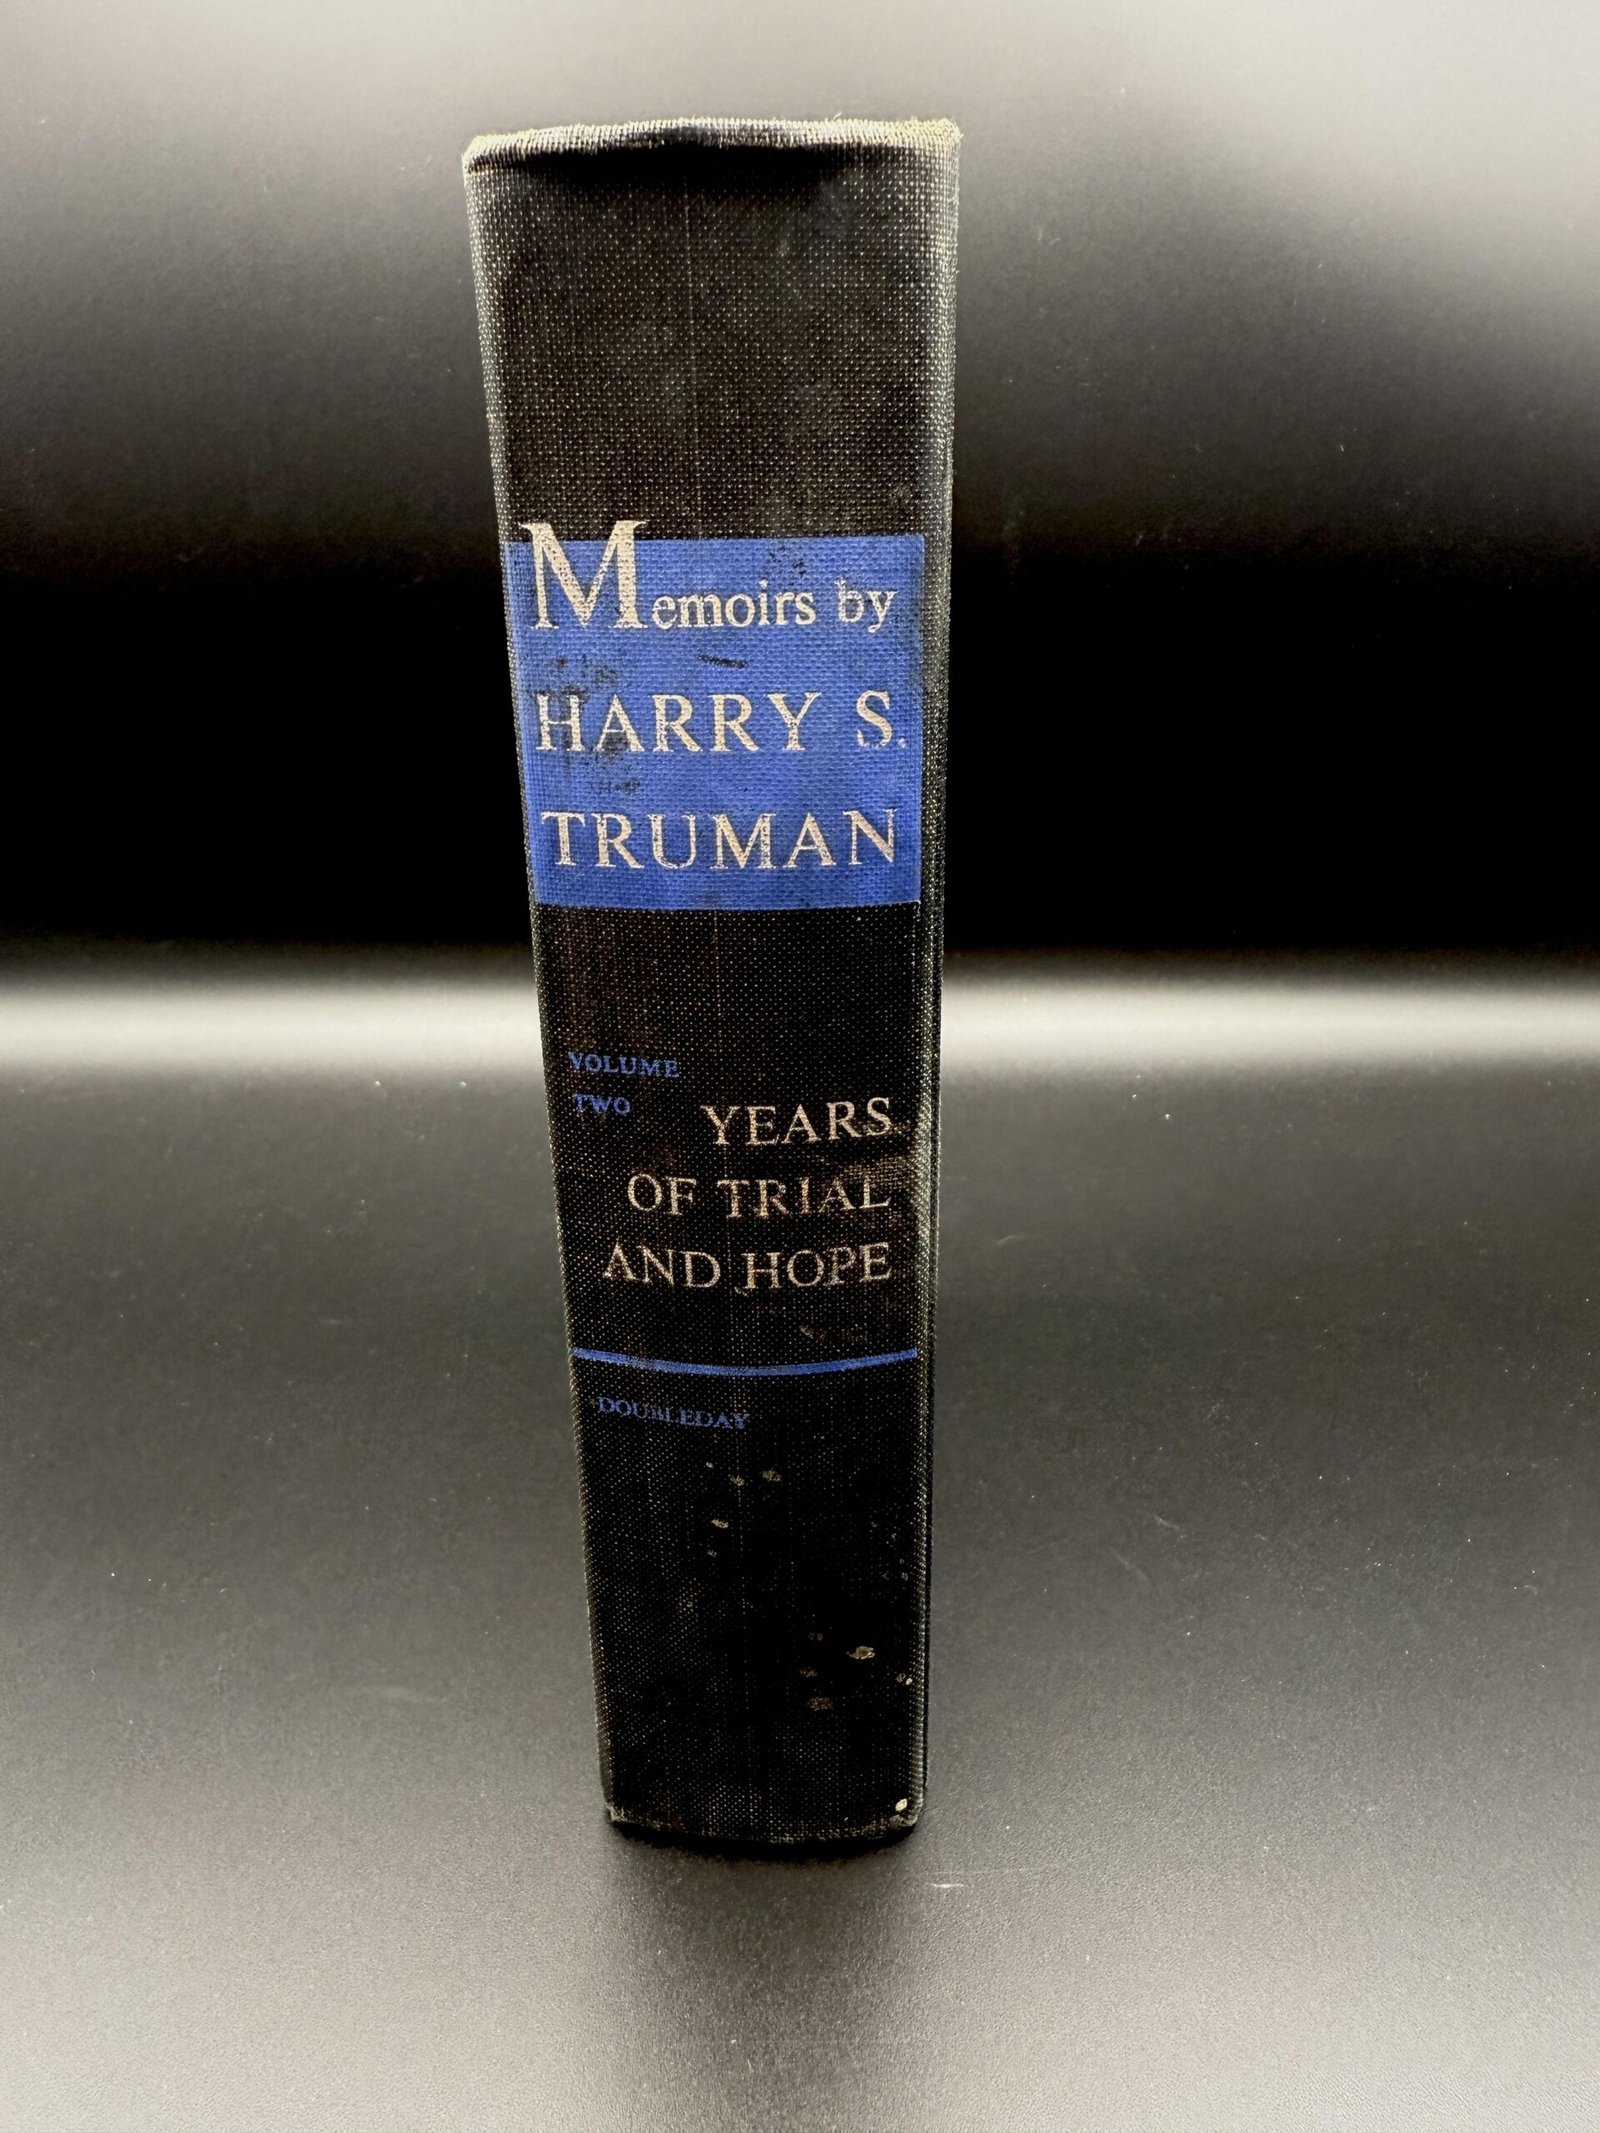 Memoirs by
HARRY S.
TRUMAN
VOLUME
TWO
YEARS
OF TRIAL
AND HOPE
DOUBLEDAY